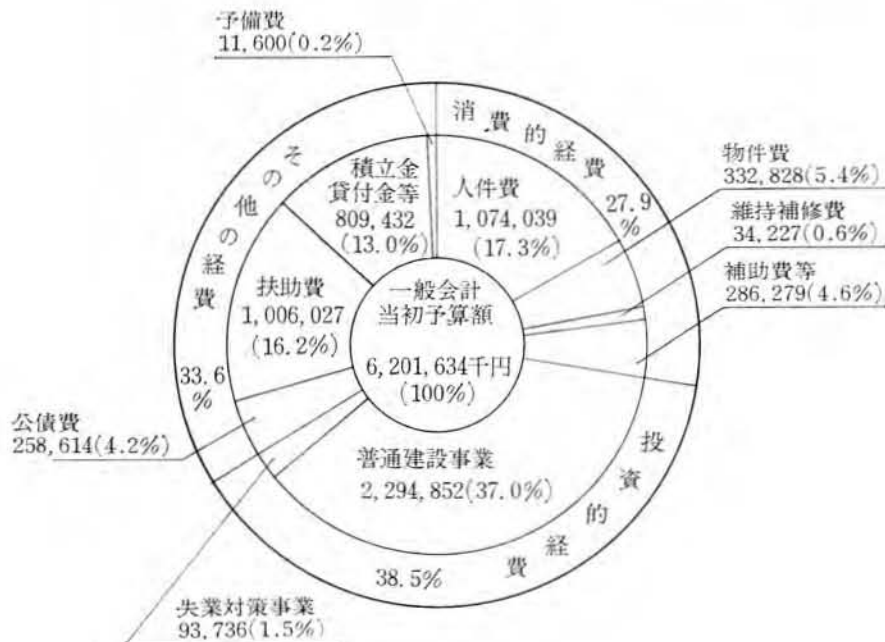 予備費
11,600(0.2%)
消費的経費
27.9%
人件費
1,074,039
(17.3%)
物件費
332,828(5.4%)
維持補修費
34,227(0.6%)
補助費等
286,279(4.6%)
投資的経費
38.5%
普通建設事業
2,294,852(37.0%)
失業対策事業
93,736(1.5%)
その他の経費
33.6%
公債費
258,614(4.2%)
扶助費
1,006,027
(16.2%)
積立金
貸付金等
809,432
(13.0%)
一般会計
当初予算額
6,201,634千円
(100%)